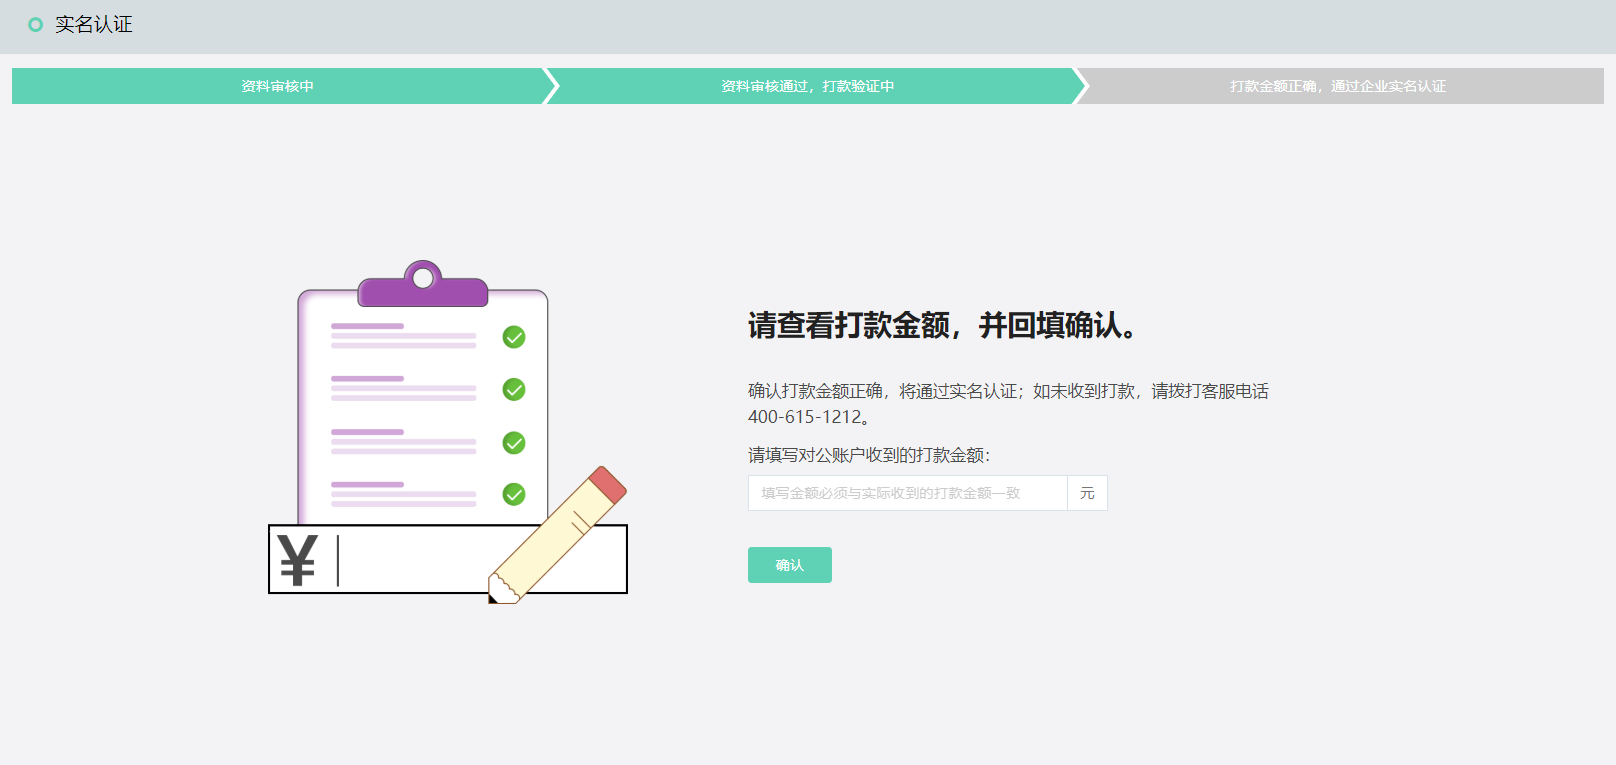 实名认证
资料审核中
资料审核通过，打款验证中
打款金额正确，通过企业实名认证
请查看打款金额，并回填确认。
确认打款金额正确，将通过实名认证；如未收到打款，请拨打客服电话
400-615-1212。
请填写对公账户收到的打款金额：
填写金额必须与实际收到的打款金额一致
元
¥
确认